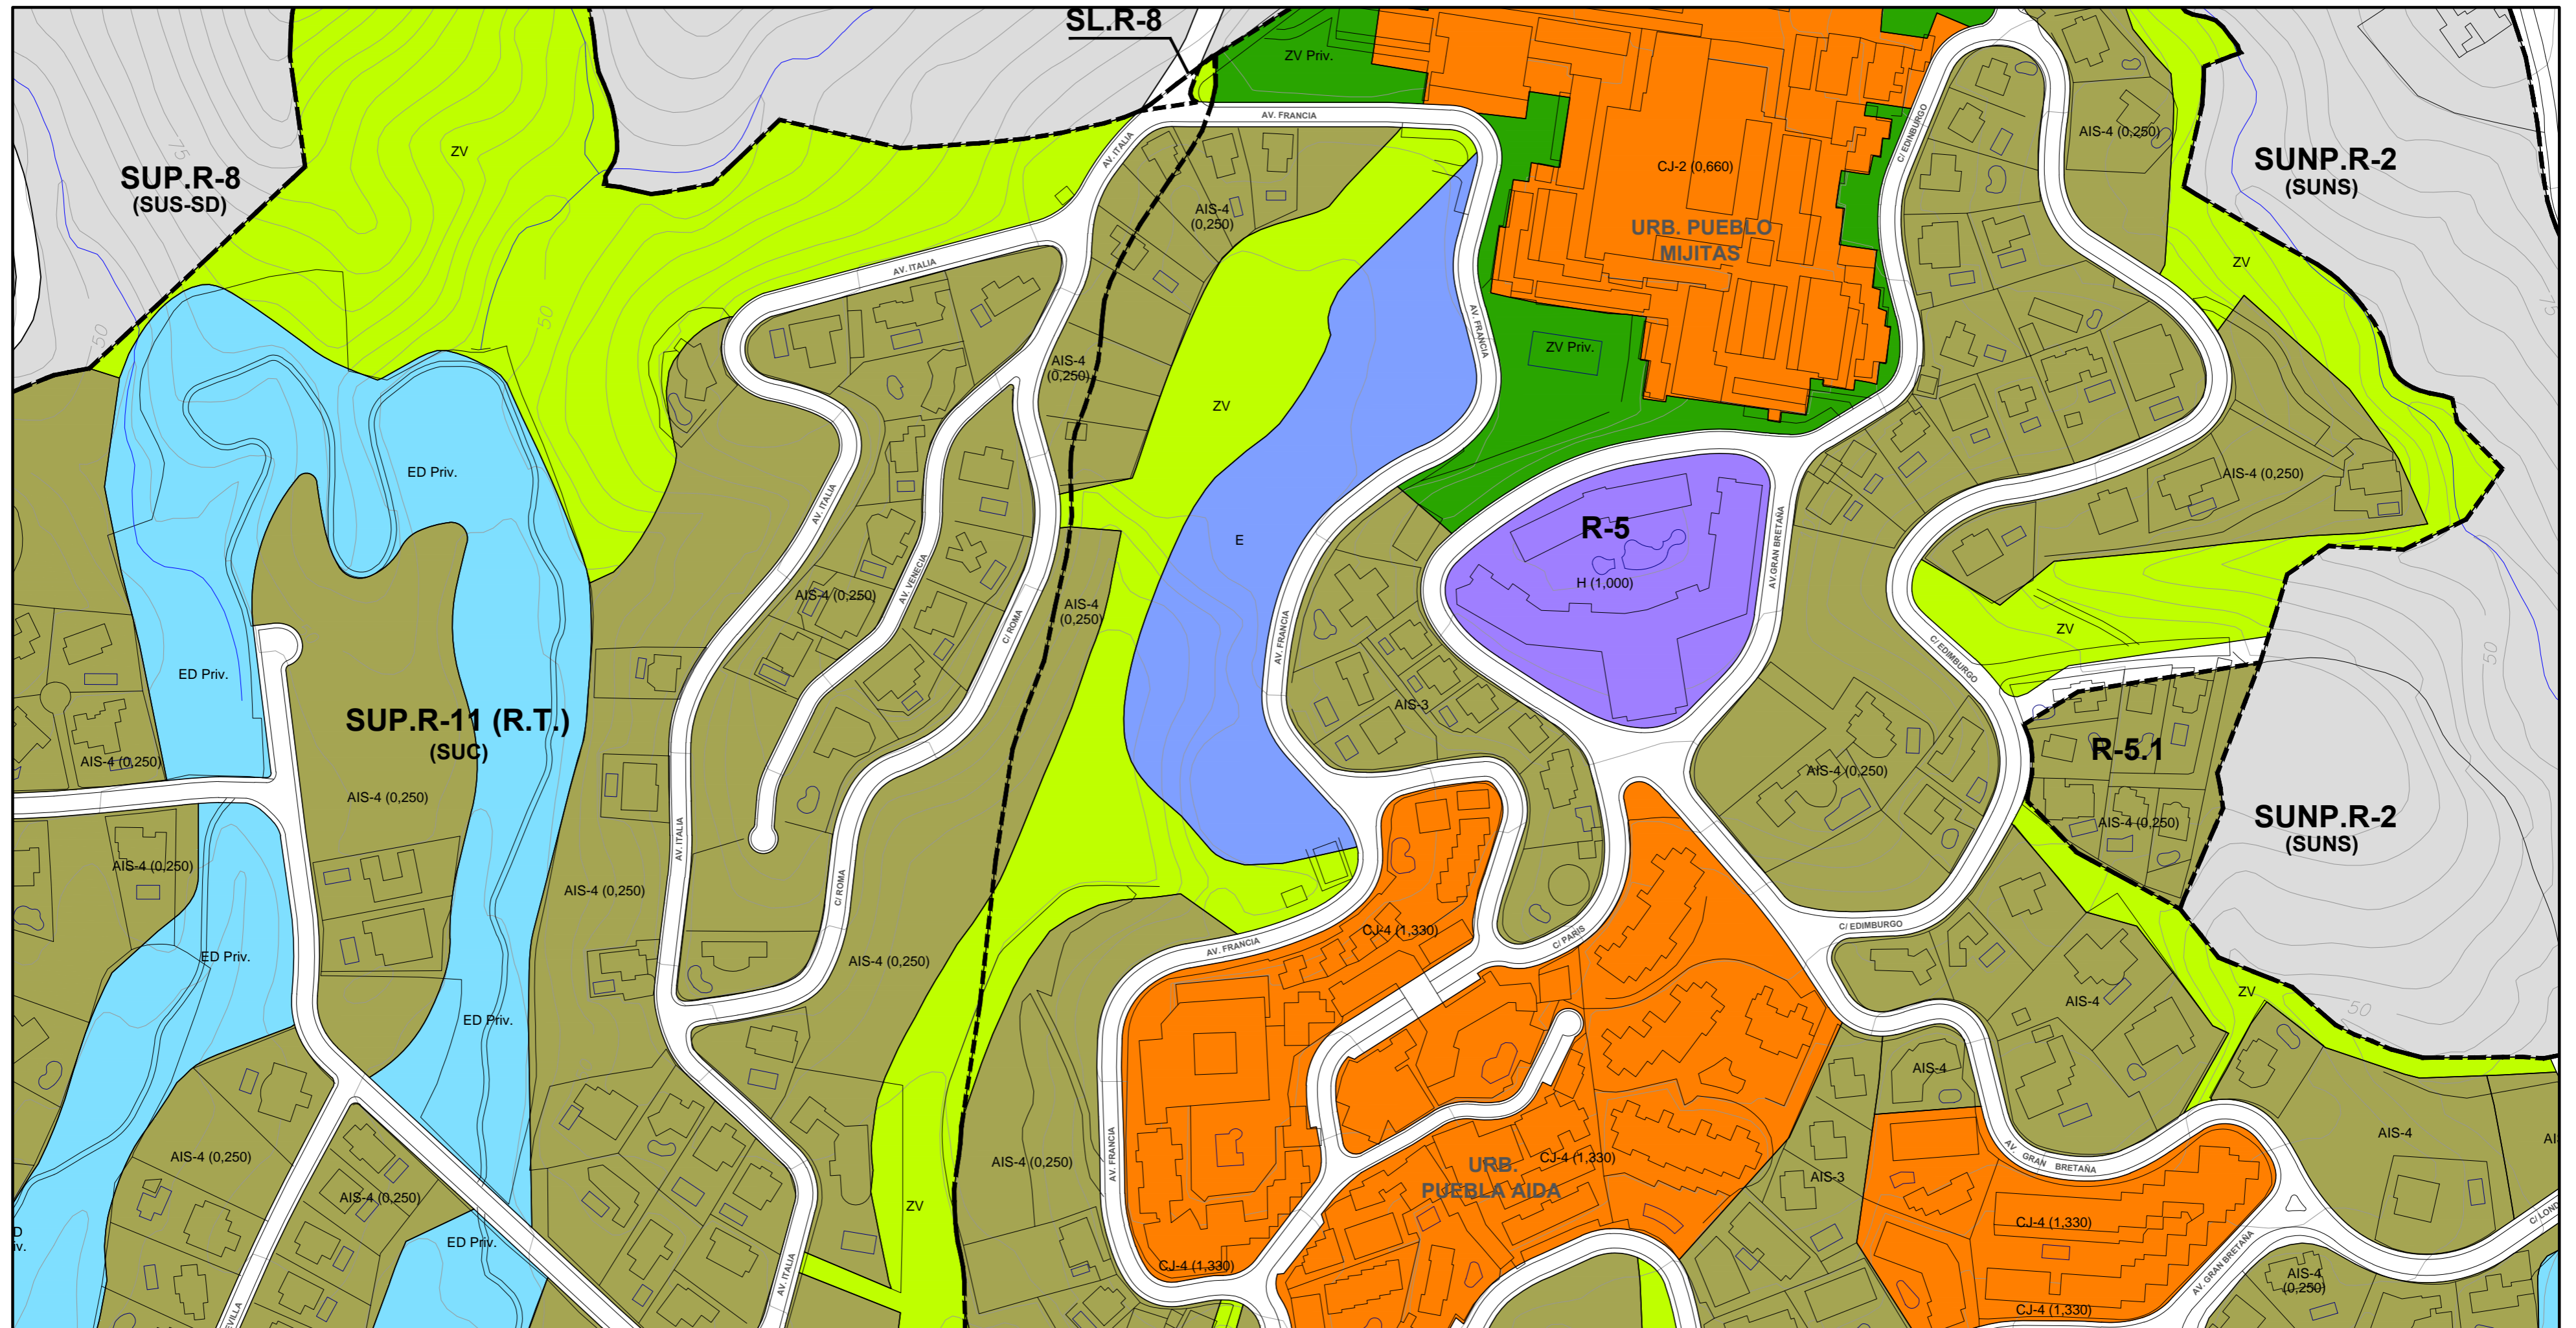 SL.R-8
ZV Priv.
AV. FRANCIA
AV. ITALIA
ZV
75
SUP.R-8
(SUS-SD)
C/ EDINBURGO
AIS-4 (0,250)
SUNP.R-2
(SUNS)
CJ-2 (0,660)
URB. PUEBLO
MIJITAS
AIS-4
(0,250)
AV. ITALIA
ZV
75
50
50
AV. FRANCIA
ZV Priv.
AIS-4
(0,250)
ZV
ED Priv.
AIS-4 (0,250)
AV. ITALIA
R-5
H (1,000)
E
AV.GRAN BRETAÑA
AV. VENECIA
AIS-4 (0,250)
AIS-4
(0,250)
C/ ROMA
AV. FRANCIA
ZV
C/ EDIMBURGO
50
ED Priv.
SUP.R-11 (R.T.)
(SUC)
AIS-3
R-5.1
AIS-4 (0,250)
AIS-4 (0,250)
AIS-4 (0,250)
SUNP.R-2
(SUNS)
AIS-4 (0,250)
AV. ITALIA
AIS-4 (0,250)
AIS-4 (0,250)
C/ ROMA
C/ EDIMBURGO
CJ-4 (1,330)
C/ PARIS
AV. FRANCIA
ED Priv.
AIS-4 (0,250)
ZV
AIS-4
50
ED Priv.
AIS-4
AIS-4
AIS-4 (0,250)
AV. FRANCIA
AIS-4 (0,250)
CJ-4 (1,330)
URB.
PUEBLA AIDA
AV. GRAN BRETAÑA
AIS-3
AIS-4 (0,250)
ZV
CJ-4 (1,330)
ED Priv.
CJ-4 (1,330)
AV. ITALIA
AV. GRAN BRETAÑA
AIS-4
(0,250)
CJ-4 (1,330)